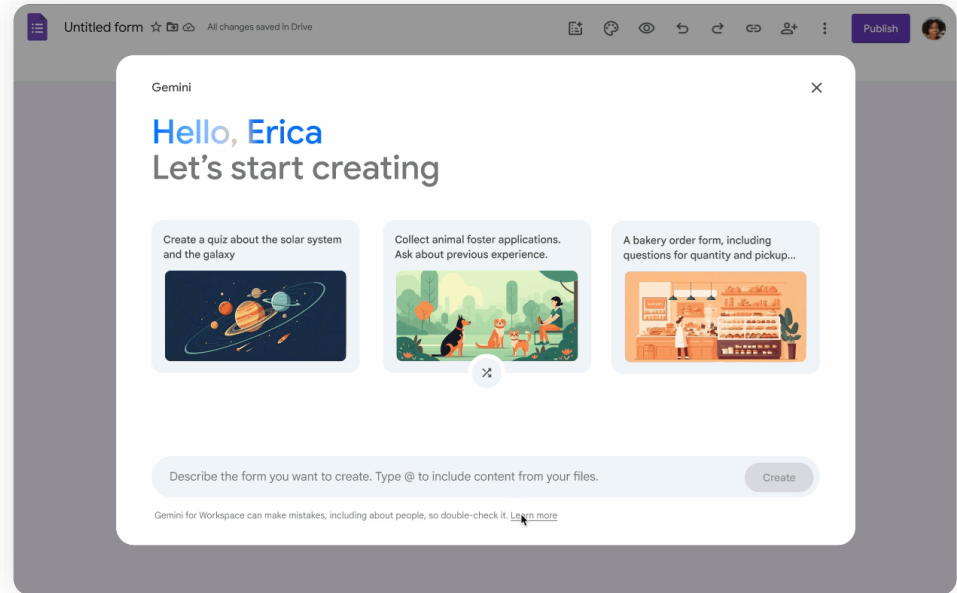 Untitled form
All changes saved in Drive
Publish
Gemini
Hello, Erica
Let's start creating
Create a quiz about the solar system
and the galaxy
Collect animal foster applications.
Ask about previous experience.
A bakery order form, including
questions for quantity and pickup...
Describe the form you want to create. Type @ to include content from your files.
Create
Gemini for Workspace can make mistakes, including about people, so double-check it. Learn more